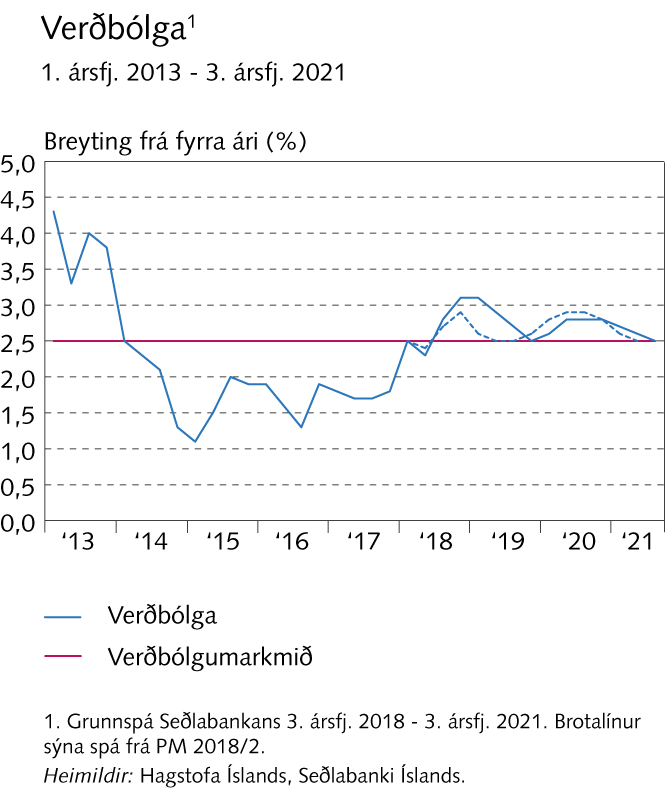 Verðbólga¹
1. ársfj. 2013 - 3. ársfj. 2021
Breyting frá fyrra ári (%)
5,0
4,5
4,0
3,5
3,0
2,5
2,0
1,5
1,0
0,5
0,0
‘13 ‘14 ‘15 ‘16 ‘17 ‘18 ‘19 ‘20 ‘21
Verðbólga
Verðbólgumarkmið
1. Grunnspá Seðlabankans 3. ársfj. 2018 - 3. ársfj. 2021. Brotalínur
sýna spá frá PM 2018/2.
Heimildir: Hagstofa Íslands, Seðlabanki Íslands.